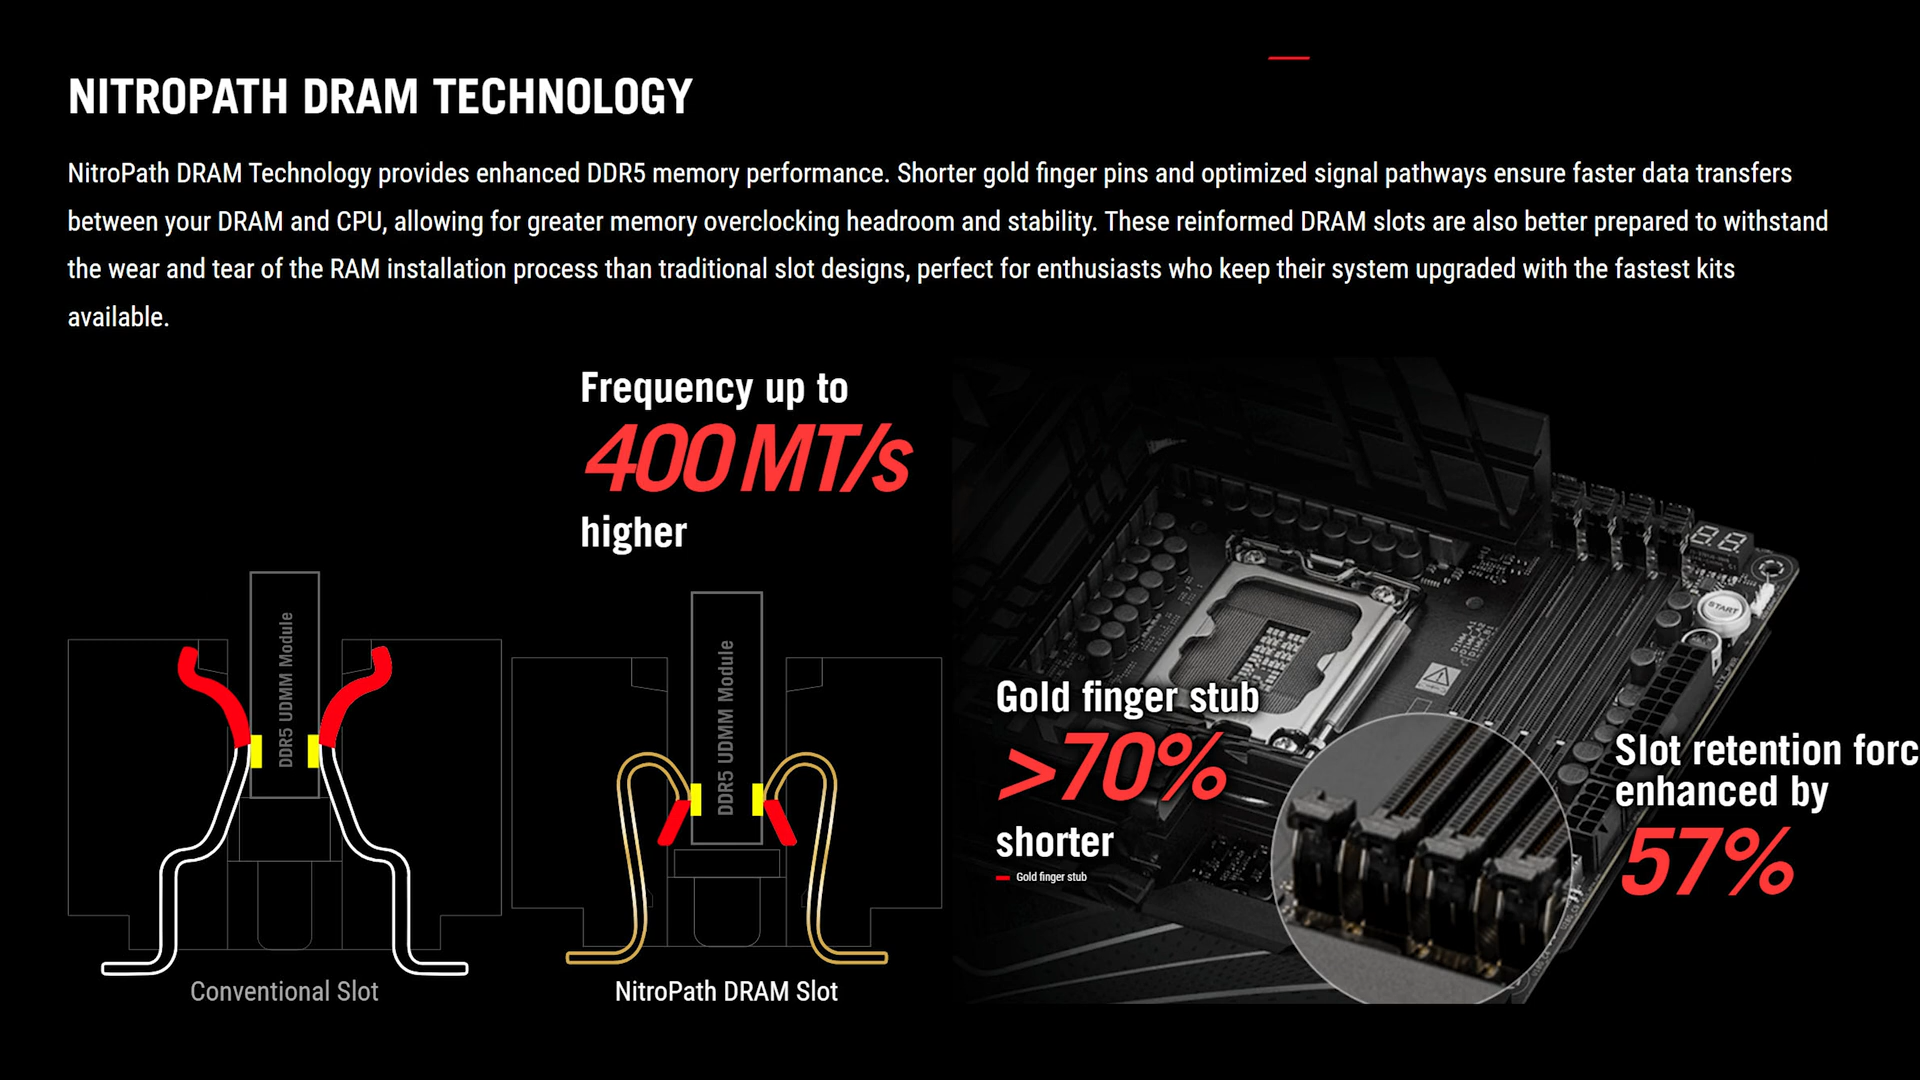 NITROPATH DRAM TECHNOLOGY
NitroPath DRAM Technology provides enhanced DDR5 memory performance. Shorter gold finger pins and optimized signal pathways ensure faster data transfers
between your DRAM and CPU, allowing for greater memory overclocking headroom and stability. These reinformed DRAM slots are also better prepared to withstand
the wear and tear of the RAM installation process than traditional slot designs, perfect for enthusiasts who keep their system upgraded with the fastest kits
available.
Frequency up to
400 MT/s
higher
DDR5 UDMM Module
Conventional Slot
DDR5 UDMM Module
NitroPath DRAM Slot
START
Gold finger stub
>70%
shorter
Gold finger stub
Slot retention forc
enhanced by
57%